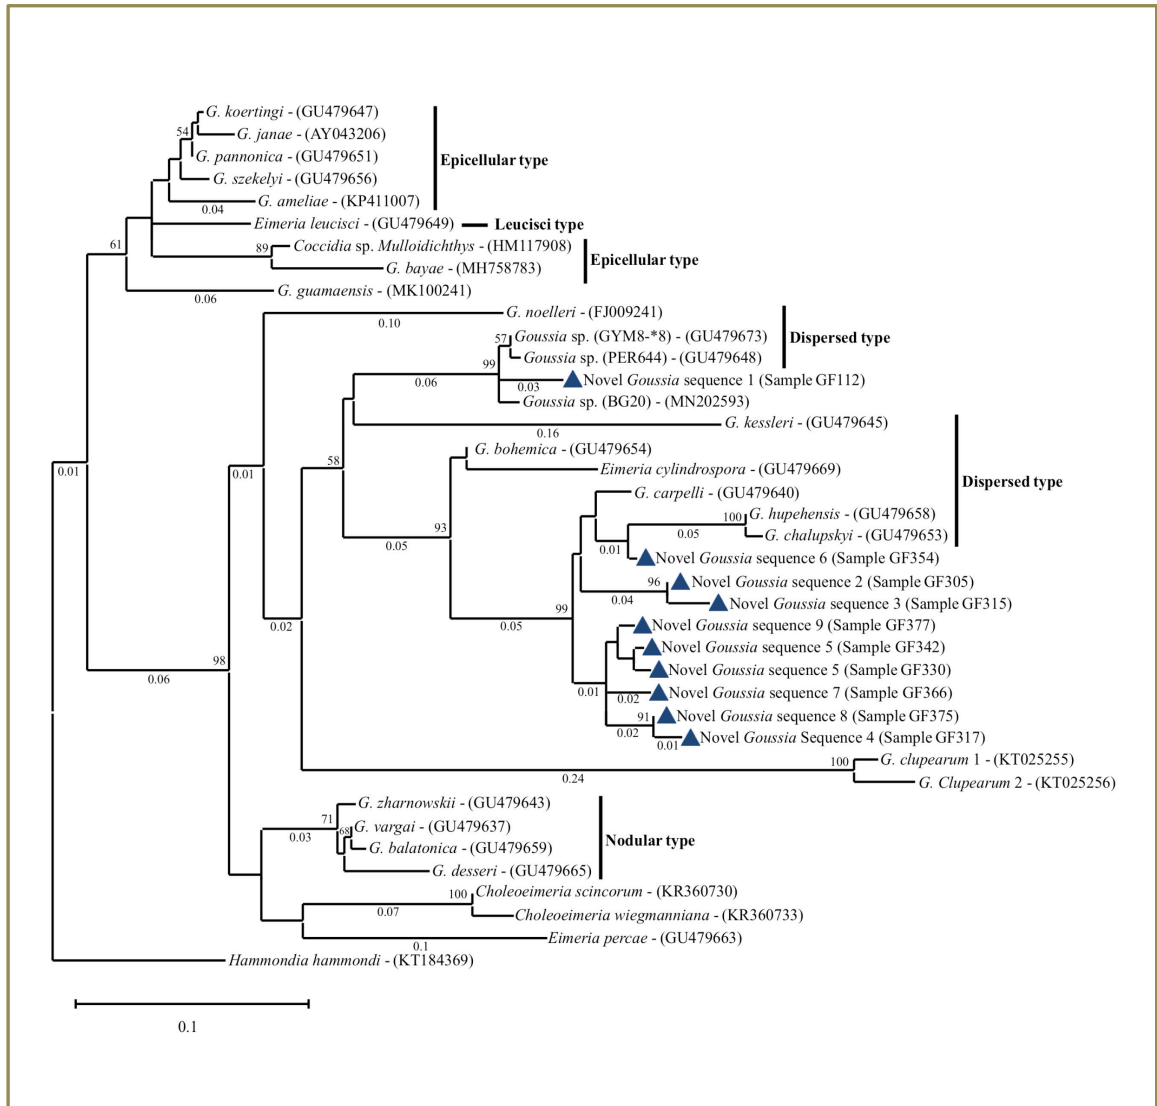 G. koertingi - (GU479647)
54
G. janae - (AY043206)
G. pannonica - (GU479651)
Epicellular type
G. szekelyi - (GU479656)
G. ameliae - (KP411007)
0.04
Eimeria leucisci - (GU479649)
Leucisci type
61
89
Coccidia sp. Mulloidichthys - (HM117908)
Epicellular type
G. bayae - (MH758783)
G. guamaensis - (MK100241)
0.06
G. noelleri - (FJ009241)
0.10
57
Goussia sp. (GYM8-*8) - (GU479673)
Dispersed type
Goussia sp. (PER644) - (GU479648)
99
0.06
0.03
Novel Goussia sequence 1 (Sample GF112)
Goussia sp. (BG20) - (MN202593)
G. kessleri - (GU479645)
0.16
G. bohemica - (GU479654)
58
0.01
0.01
Eimeria cylindrospora - (GU479669)
Dispersed type
G. carpelli - (GU479640)
100
G. hupehensis - (GU479658)
93
0.05
0.05
G. chalupskyi - (GU479653)
0.01
Novel Goussia sequence 6 (Sample GF354)
96
Novel Goussia sequence 2 (Sample GF305)
0.04
Novel Goussia sequence 3 (Sample GF315)
99
0.02
0.05
Novel Goussia sequence 9 (Sample GF377)
Novel Goussia sequence 5 (Sample GF342)
98
0.06
Novel Goussia sequence 5 (Sample GF330)
0.01
0.02
Novel Goussia sequence 7 (Sample GF366)
91
Novel Goussia sequence 8 (Sample GF375)
0.02
0.01
Novel Goussia Sequence 4 (Sample GF317)
100
G. clupearum 1 - (KT025255)
0.24
G. Clupearum 2 - (KT025256)
G. zharnowskii - (GU479643)
71
0.03
68
G. vargai - (GU479637)
Nodular type
G. balatonica - (GU479659)
G. desseri - (GU479665)
100
Choleoeimeria scincorum - (KR360730)
0.07
Choleoeimeria wiegmanniana - (KR360733)
Eimeria percae - (GU479663)
0.1
Hammondia hammondi - (KT184369)
0.1